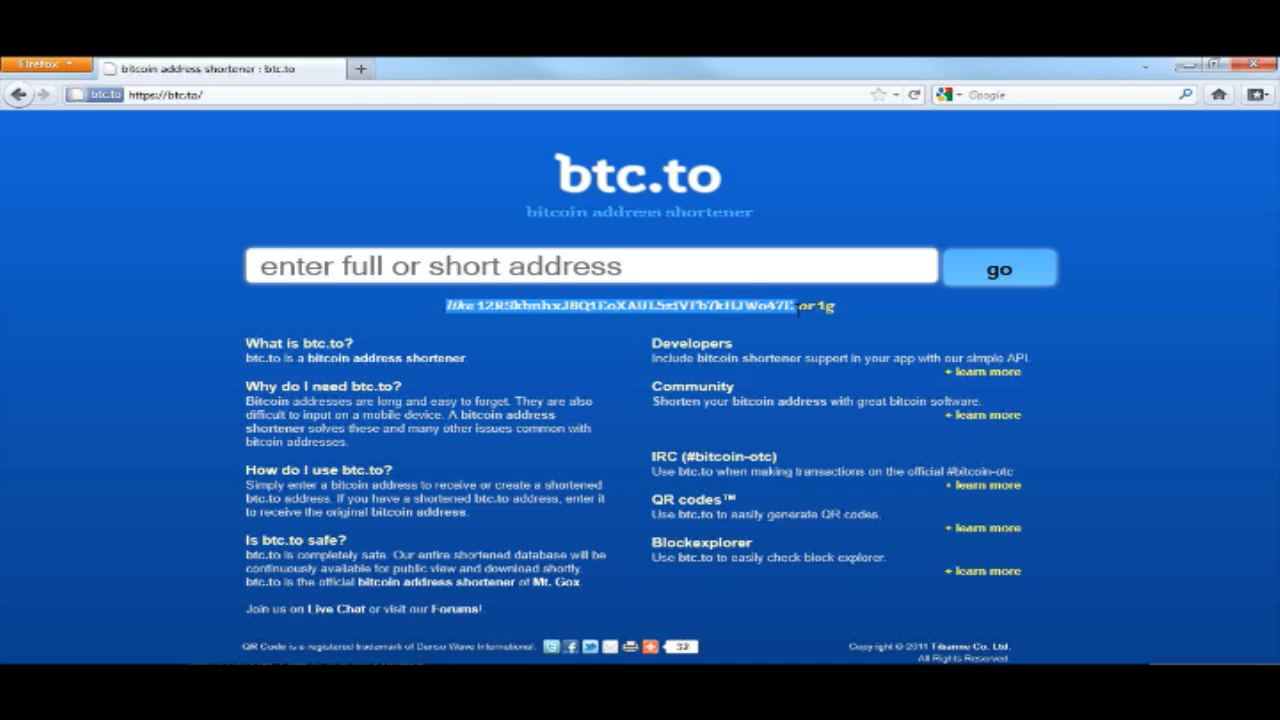 Firefox
bitcoin address shortener : btc.to
btc.to https://btc.to/
Google
btc.to
bitcoin address shortener
enter full or short address
go
like or 1g
What is btc.to?
btc.to is a bitcoin address shortener
Why do I need btc.to?
Bitcoin addresses are long and easy to forget. They are also
difficult to input on a mobile device. A bitcoin address
shortener solves these and many other issues common with
bitcoin addresses.
How do I use btc.to?
Simply enter a bitcoin address to receive or create a shortened
btc.to address. If you have a shortened btc.to address, enter it
to receive the original bitcoin address.
Is btc.to safe?
btc.to is completely safe. Our entire shortened database will be
continuously available for public view and download shortly.
btc.to is the official bitcoin address shortener of Mt. Gox
Join us on Live Chat or visit our Forums!
Developers
Include bitcoin shortener support in your app with our simple API.
+ learn more
Community
Shorten your bitcoin address with great bitcoin software.
+ learn more
IRC (#bitcoin-otc)
Use btc.to when making transactions on the official #bitcoin-otc
+ learn more
QR codes™
Use btc.to to easily generate QR codes.
+ learn more
Blockexplorer
Use btc.to to easily check block explorer.
+ learn more
QR Code is a registered trademark of Denso Wave International.
32
Copyright © 2011 Tibanne Co. Ltd.
All Rights Reserved.